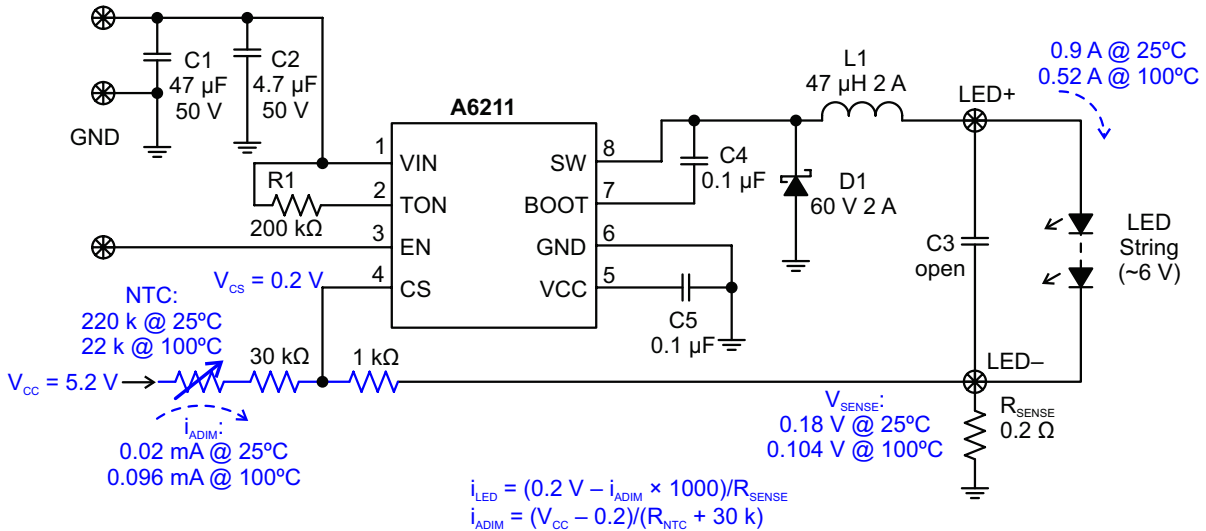 C1
47 µF
50 V
C2
4.7 µF
50 V
GND
R1
200 kΩ
A6211
1
VIN
2
TON
3
EN
4
CS
8
SW
7
BOOT
6
GND
5
VCC
C4
0.1 µF
D1
60 V 2 A
L1
47 µH 2 A
LED+
0.9 A @ 25ºC
0.52 A @ 100ºC
C3
open
LED
String
(~6 V)
C5
0.1 µF
V_CS = 0.2 V
NTC:
220 k @ 25ºC
22 k @ 100ºC
30 kΩ
1 kΩ
V_CC = 5.2 V
i_ADIM:
0.02 mA @ 25ºC
0.096 mA @ 100ºC
LED–
V_SENSE:
0.18 V @ 25ºC
0.104 V @ 100ºC
R_SENSE
0.2 Ω
i_LED = (0.2 V – i_ADIM × 1000)/R_SENSE
i_ADIM = (V_CC – 0.2)/(R_NTC + 30 k)